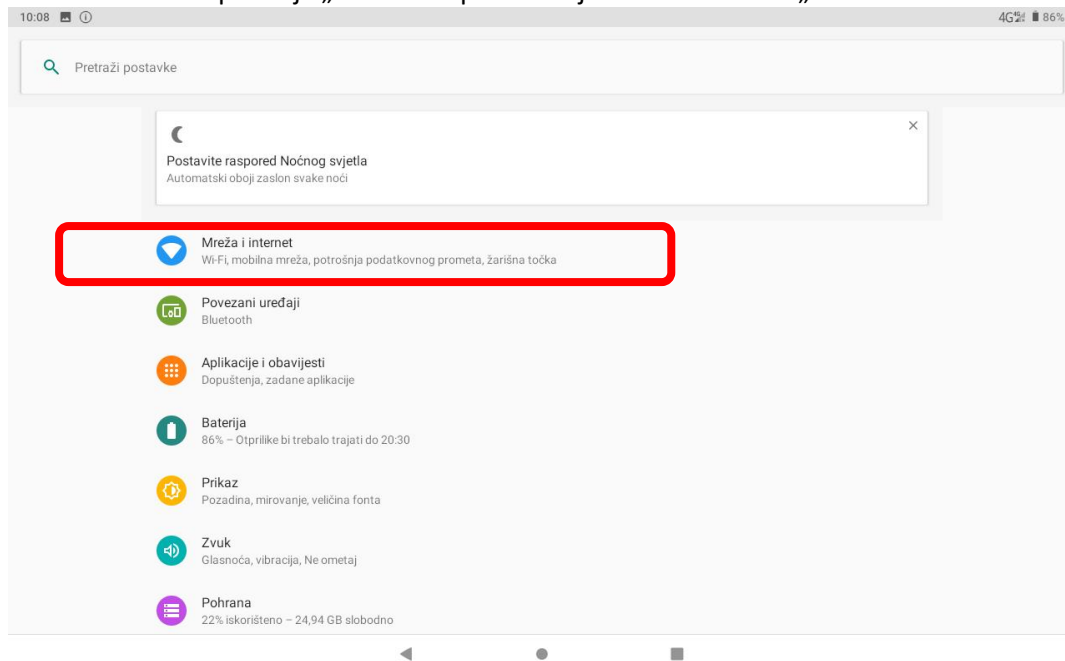 10:08 4G 86%
Pretraži postavke
Postavite raspored Noćnog svjetla
Automatski oboji zaslon svake noći
Mreža i internet
Wi-Fi, mobilna mreža, potrošnja podatkovnog prometa, žarišna točka
Povezani uređaji
Bluetooth
Aplikacije i obavijesti
Dopuštenja, zadane aplikacije
Baterija
86% – Otprilike bi trebalo trajati do 20:30
Prikaz
Pozadina, mirovanje, veličina fonta
Zvuk
Glasnoća, vibracija, Ne ometaj
Pohrana
22% iskorišteno – 24,94 GB slobodno